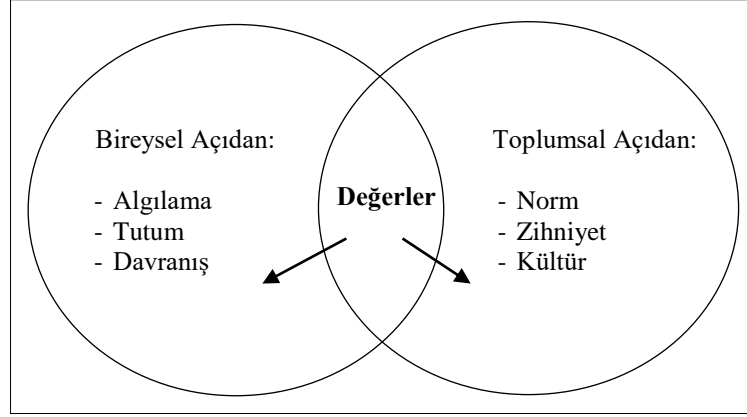 Bireysel Açıdan:
- Algılama
- Tutum
- Davranış
Değerler
Toplumsal Açıdan:
- Norm
- Zihniyet
- Kültür